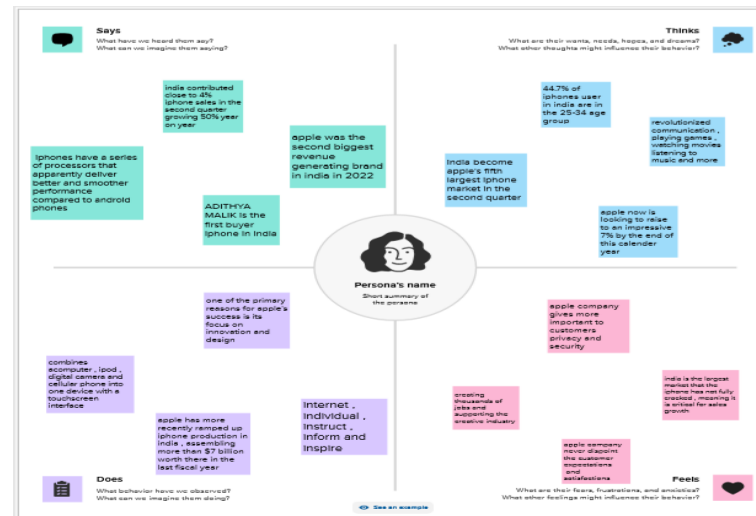 Says
What have we heard them say?
What can we imagine them saying?
india contributed
close to 4%
iphone sales in the
second quarter
growing 50% year
on year
apple was the
second biggest
revenue
generating brand
in india in 2022
Iphones have a series
of processors that
apparently deliver
better and smoother
performance
compared to android
phones
ADITHYA
MALIK is the
first buyer
iphone in India
Thinks
What are their wants, needs, hopes, and dreams?
What other thoughts might influence their behavior?
44.7% of
iphones user
in india are in
the 25-34 age
group
revolutionized
communication ,
playing games ,
watching movies
listening to
music and more
India become
apple's fifth
largest iphone
market in the
second quarter
apple now is
looking to raise
to an impressive
7% by the end of
this calender
year
Persona's name
Short summary of
the persona
one of the primary
reasons for apple's
success is its
focus on
innovation and
design
combines
acomputer , ipod ,
digital camera and
cellular phone into
one device with a
touchscreen
interface
apple has more
recently ramped up
iphone production in
india , assembling
more than $7 billion
worth there in the
last fiscal year
Internet ,
Individual ,
Instruct ,
Inform and
Inspire
Does
What behavior have we observed?
What can we imagine them doing?
apple company
gives more
important to
customers
privacy and
security
india is the largest
market that the
iphone has not fully
cracked , meaning it
is critical for sales
growth
creating
thousands of
jobs and
supporting the
creative industry
apple company
never disapoint
the customer
expectations
and
satisfactions
Feels
What are their fears, frustrations, and anxieties?
What other feelings might influence their behavior?
See an example